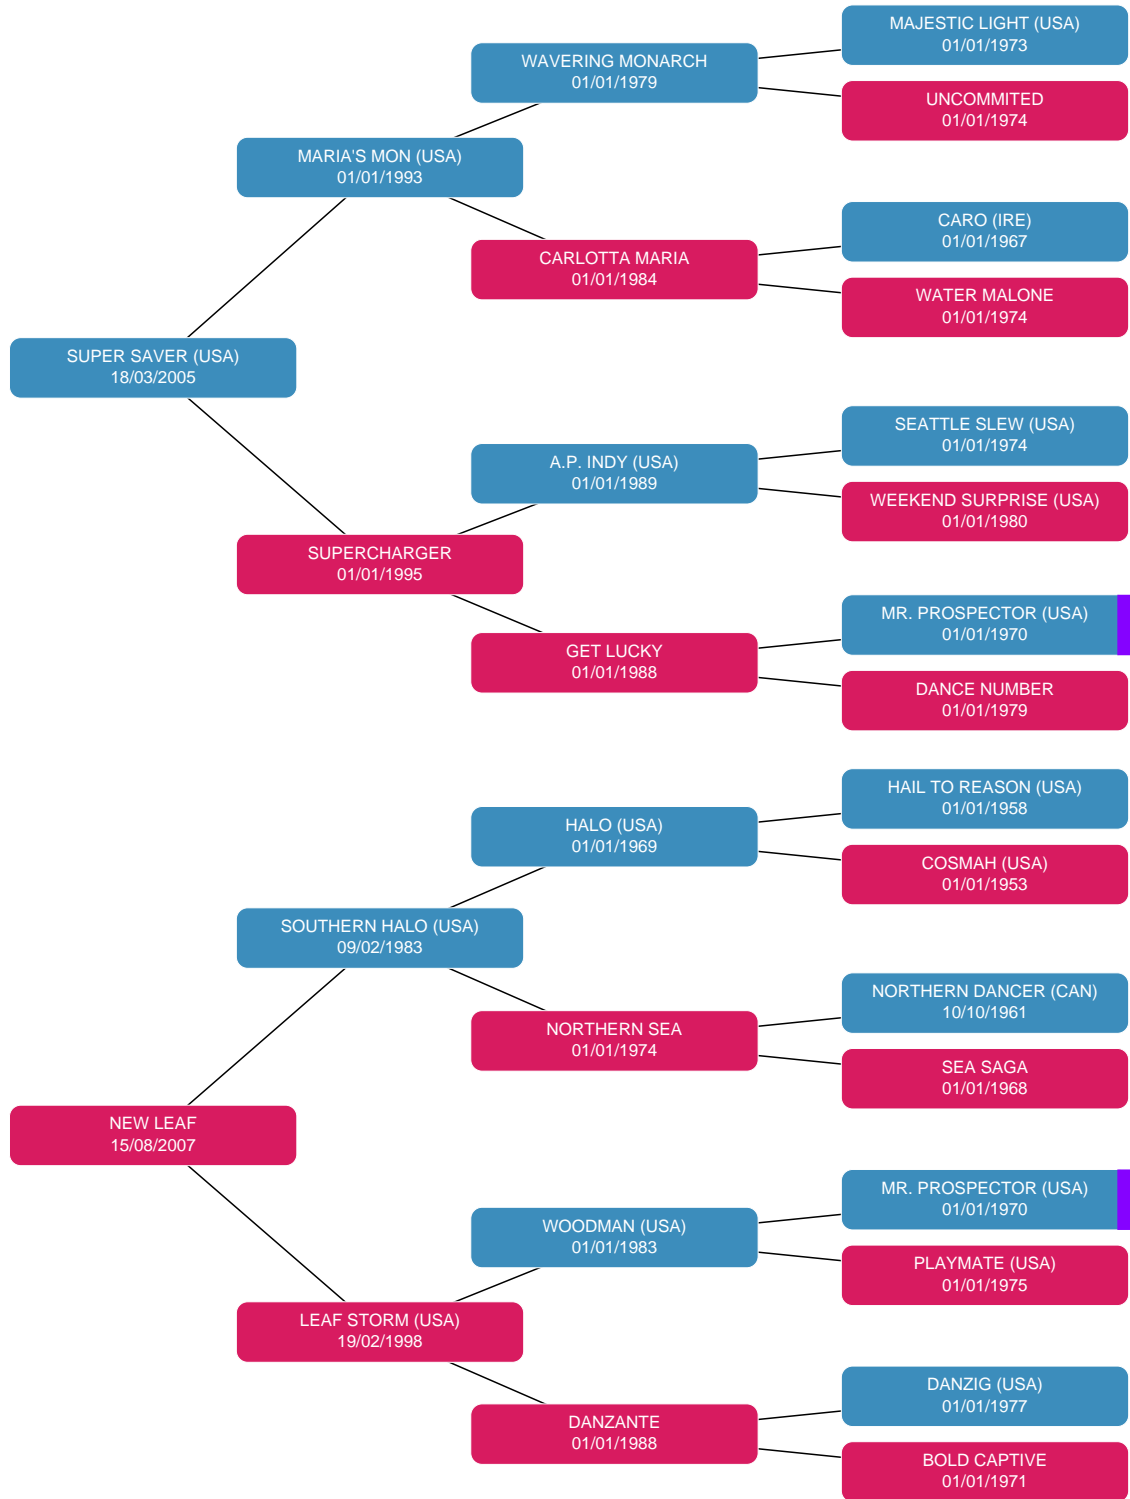 MAJESTIC LIGHT (USA)
01/01/1973
WAVERING MONARCH
01/01/1979
UNCOMMITED
01/01/1974
MARIA'S MON (USA)
01/01/1993
CARO (IRE)
01/01/1967
CARLOTTA MARIA
01/01/1984
WATER MALONE
01/01/1974
SUPER SAVER (USA)
18/03/2005
SEATTLE SLEW (USA)
01/01/1974
A.P. INDY (USA)
01/01/1989
WEEKEND SURPRISE (USA)
01/01/1980
SUPERCHARGER
01/01/1995
MR. PROSPECTOR (USA)
01/01/1970
GET LUCKY
01/01/1988
DANCE NUMBER
01/01/1979
HAIL TO REASON (USA)
01/01/1958
HALO (USA)
01/01/1969
COSMAH (USA)
01/01/1953
SOUTHERN HALO (USA)
09/02/1983
NORTHERN DANCER (CAN)
10/10/1961
NORTHERN SEA
01/01/1974
SEA SAGA
01/01/1968
NEW LEAF
15/08/2007
MR. PROSPECTOR (USA)
01/01/1970
WOODMAN (USA)
01/01/1983
PLAYMATE (USA)
01/01/1975
LEAF STORM (USA)
19/02/1998
DANZIG (USA)
01/01/1977
DANZANTE
01/01/1988
BOLD CAPTIVE
01/01/1971